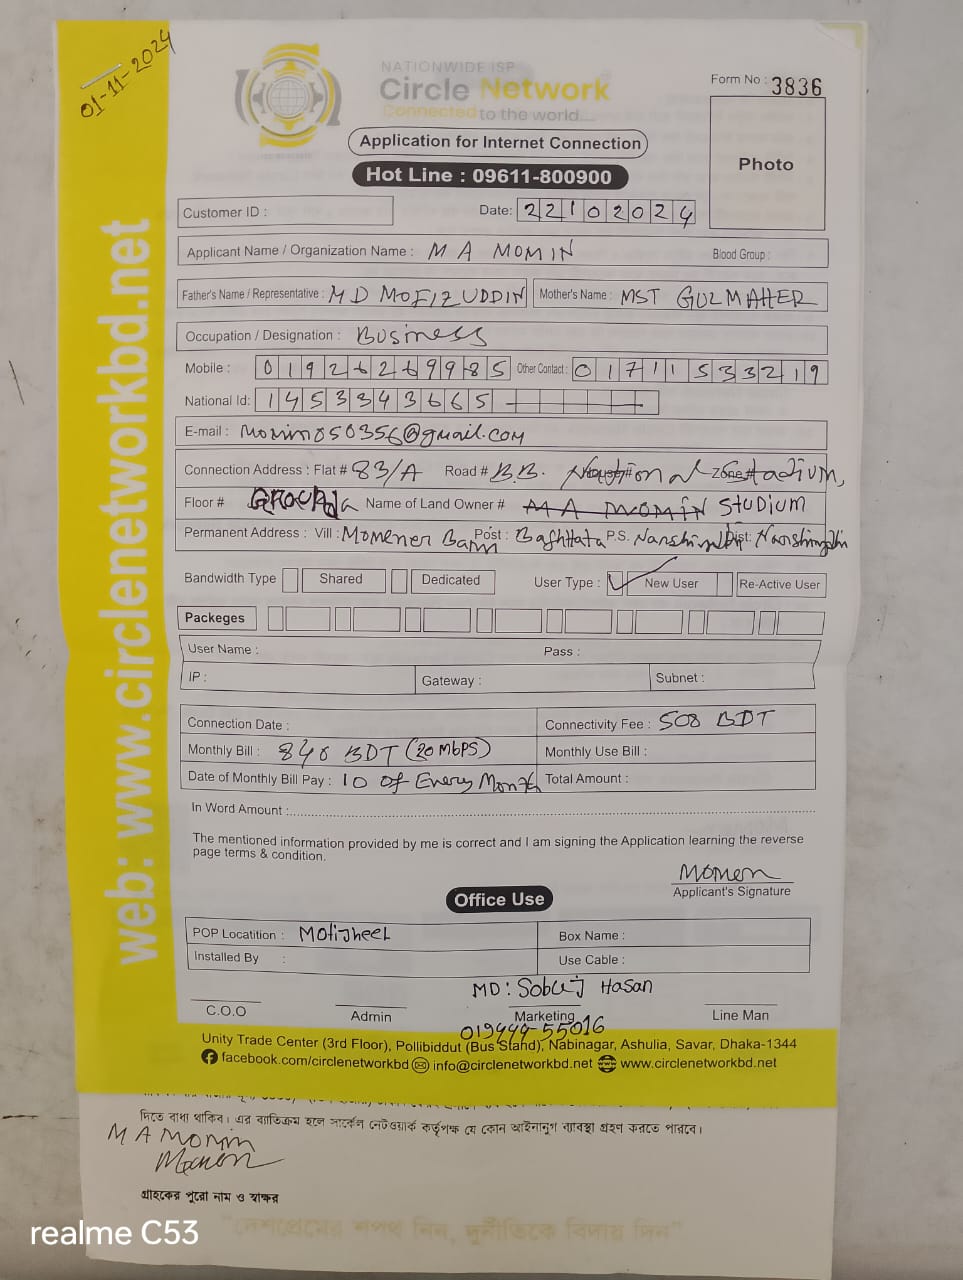 01-11-2024
NATIONWIDE ISP
Circle Network
Connected to the world....
Form No : 3836
Application for Internet Connection
Photo
Hot Line : 09611-800900
Customer ID :
Date: 22102024
Applicant Name / Organization Name : M A MOMIN Blood Group :
Father's Name / Representative : MD MOFIZUDDIN Mother's Name : MST GULMAHER
Occupation / Designation : Business
Mobile : 01926269985 Other Contact : 01711533219
National Id: 1453343665
E-mail : Momin050356@gmail.com
Connection Address : Flat # 83/A Road # B.B. National Stadium,
Floor # Ground Name of Land Owner # M A MOMIN STUDIUM
Permanent Address : Vill : Momener Bari Post : Baghhata P.S. Narshingdi Dist: Narshingdi
Bandwidth Type Shared Dedicated User Type : ✓ New User Re-Active User
Packeges
User Name : Pass :
IP : Gateway : Subnet :
Connection Date : Connectivity Fee : 508 BDT
Monthly Bill : 840 BDT (20 Mbps) Monthly Use Bill :
Date of Monthly Bill Pay : 10 Of Every Month Total Amount :
In Word Amount :
The mentioned information provided by me is correct and I am signing the Application learning the reverse
page terms & condition.
Momen
Applicant's Signature
Office Use
POP Locatition : Motijheel Box Name :
Installed By : Use Cable :
MD: Sobuj Hasan
C.O.O Admin Marketing Line Man
019444-55016
Unity Trade Center (3rd Floor), Pollibiddut (Bus Stand), Nabinagar, Ashulia, Savar, Dhaka-1344
facebook.com/circlenetworkbd info@circlenetworkbd.net www.circlenetworkbd.net
web: www.circlenetworkbd.net
দিতে বাধ্য থাকিব। এর ব্যতিক্রম হলে সার্কেল নেটওয়ার্ক কর্তৃপক্ষ যে কোন আইনানুগ ব্যবস্থা গ্রহণ করতে পারবে।
M A Momin
Momen
গ্রাহকের পুরো নাম ও স্বাক্ষর
"দেশপ্রেমের শপথ নিন, দুর্নীতিকে বিদায় দিন"
realme C53